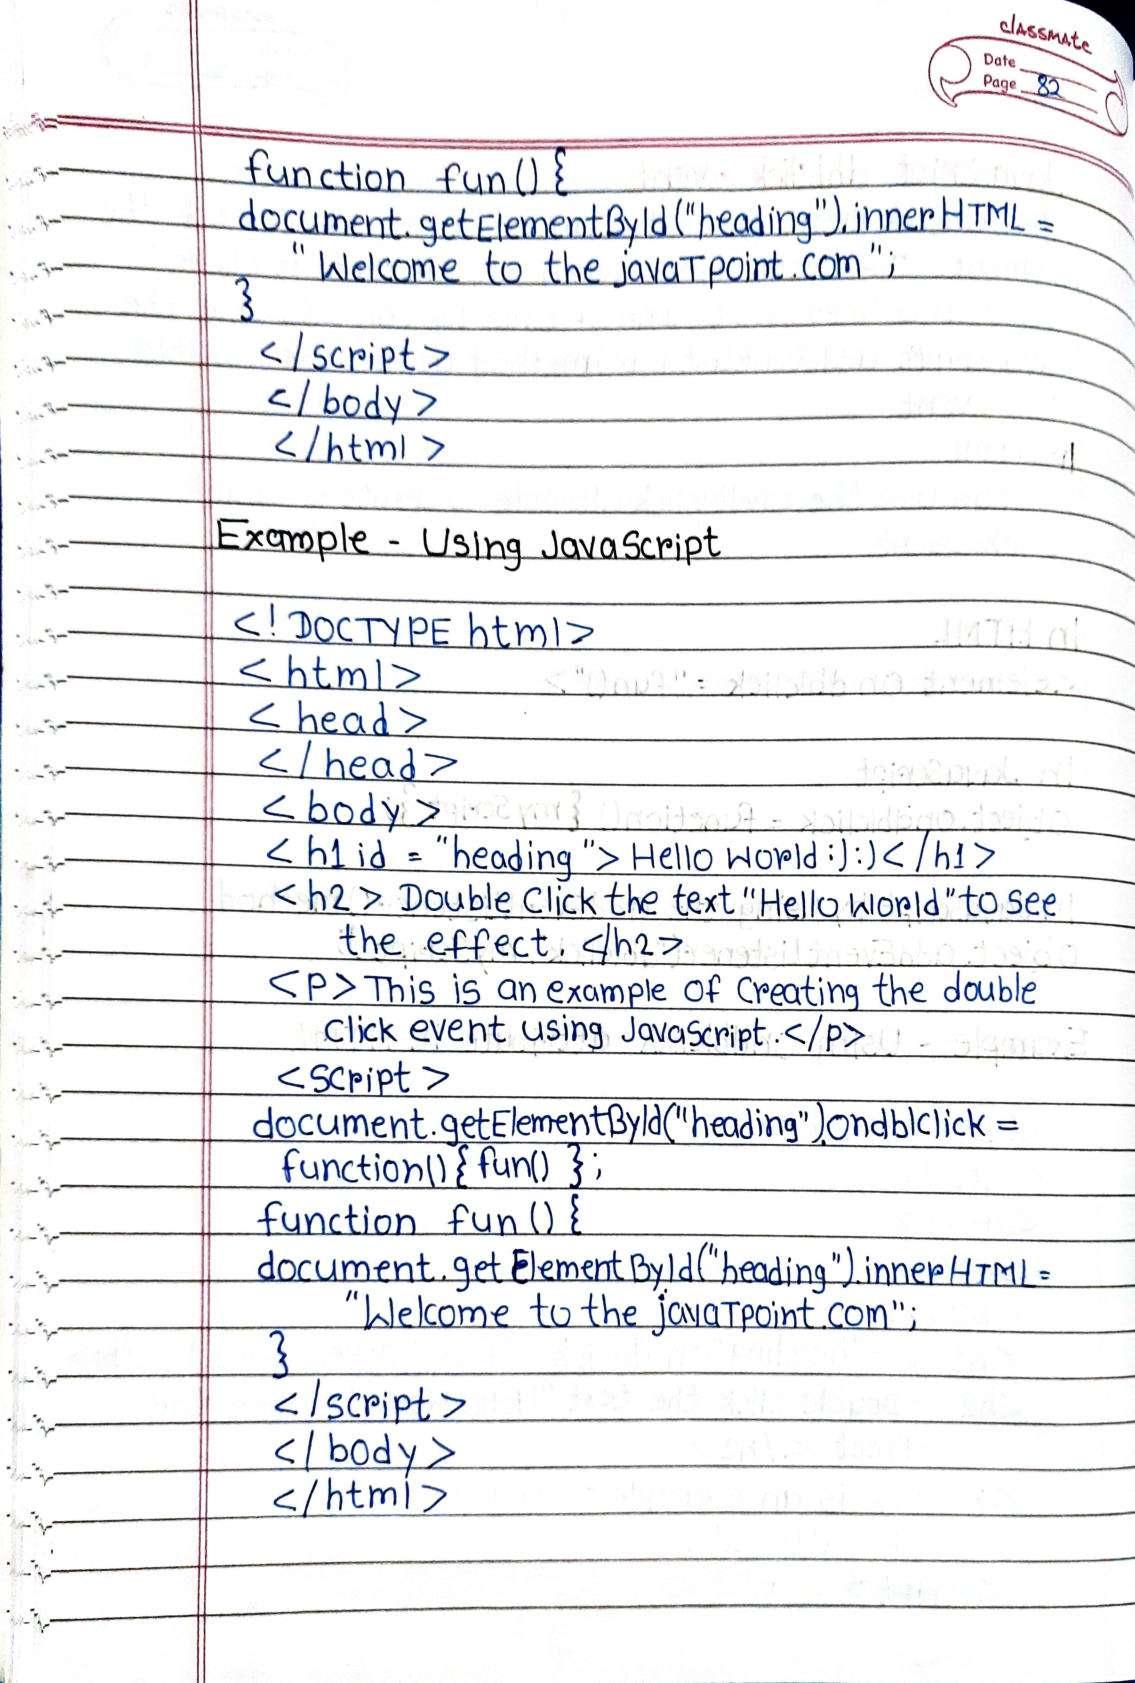 classmate
Date
Page 82
function fun() {
document.getElementById("heading").innerHTML =
"Welcome to the javaTpoint.com";
}
</script>
</body>
</html>
Example - Using JavaScript
<!DOCTYPE html>
<html>
<head>
</head>
<body>
<h1 id = "heading"> Hello World :):)</h1>
<h2> Double Click the text "Hello World" to see
the effect. </h2>
<p> This is an example of Creating the double
Click event using JavaScript.</p>
<script>
document.getElementById("heading").ondblclick =
function() { fun() };
function fun() {
document.getElementById("heading").innerHTML =
"Welcome to the javaTpoint.com";
}
</script>
</body>
</html>